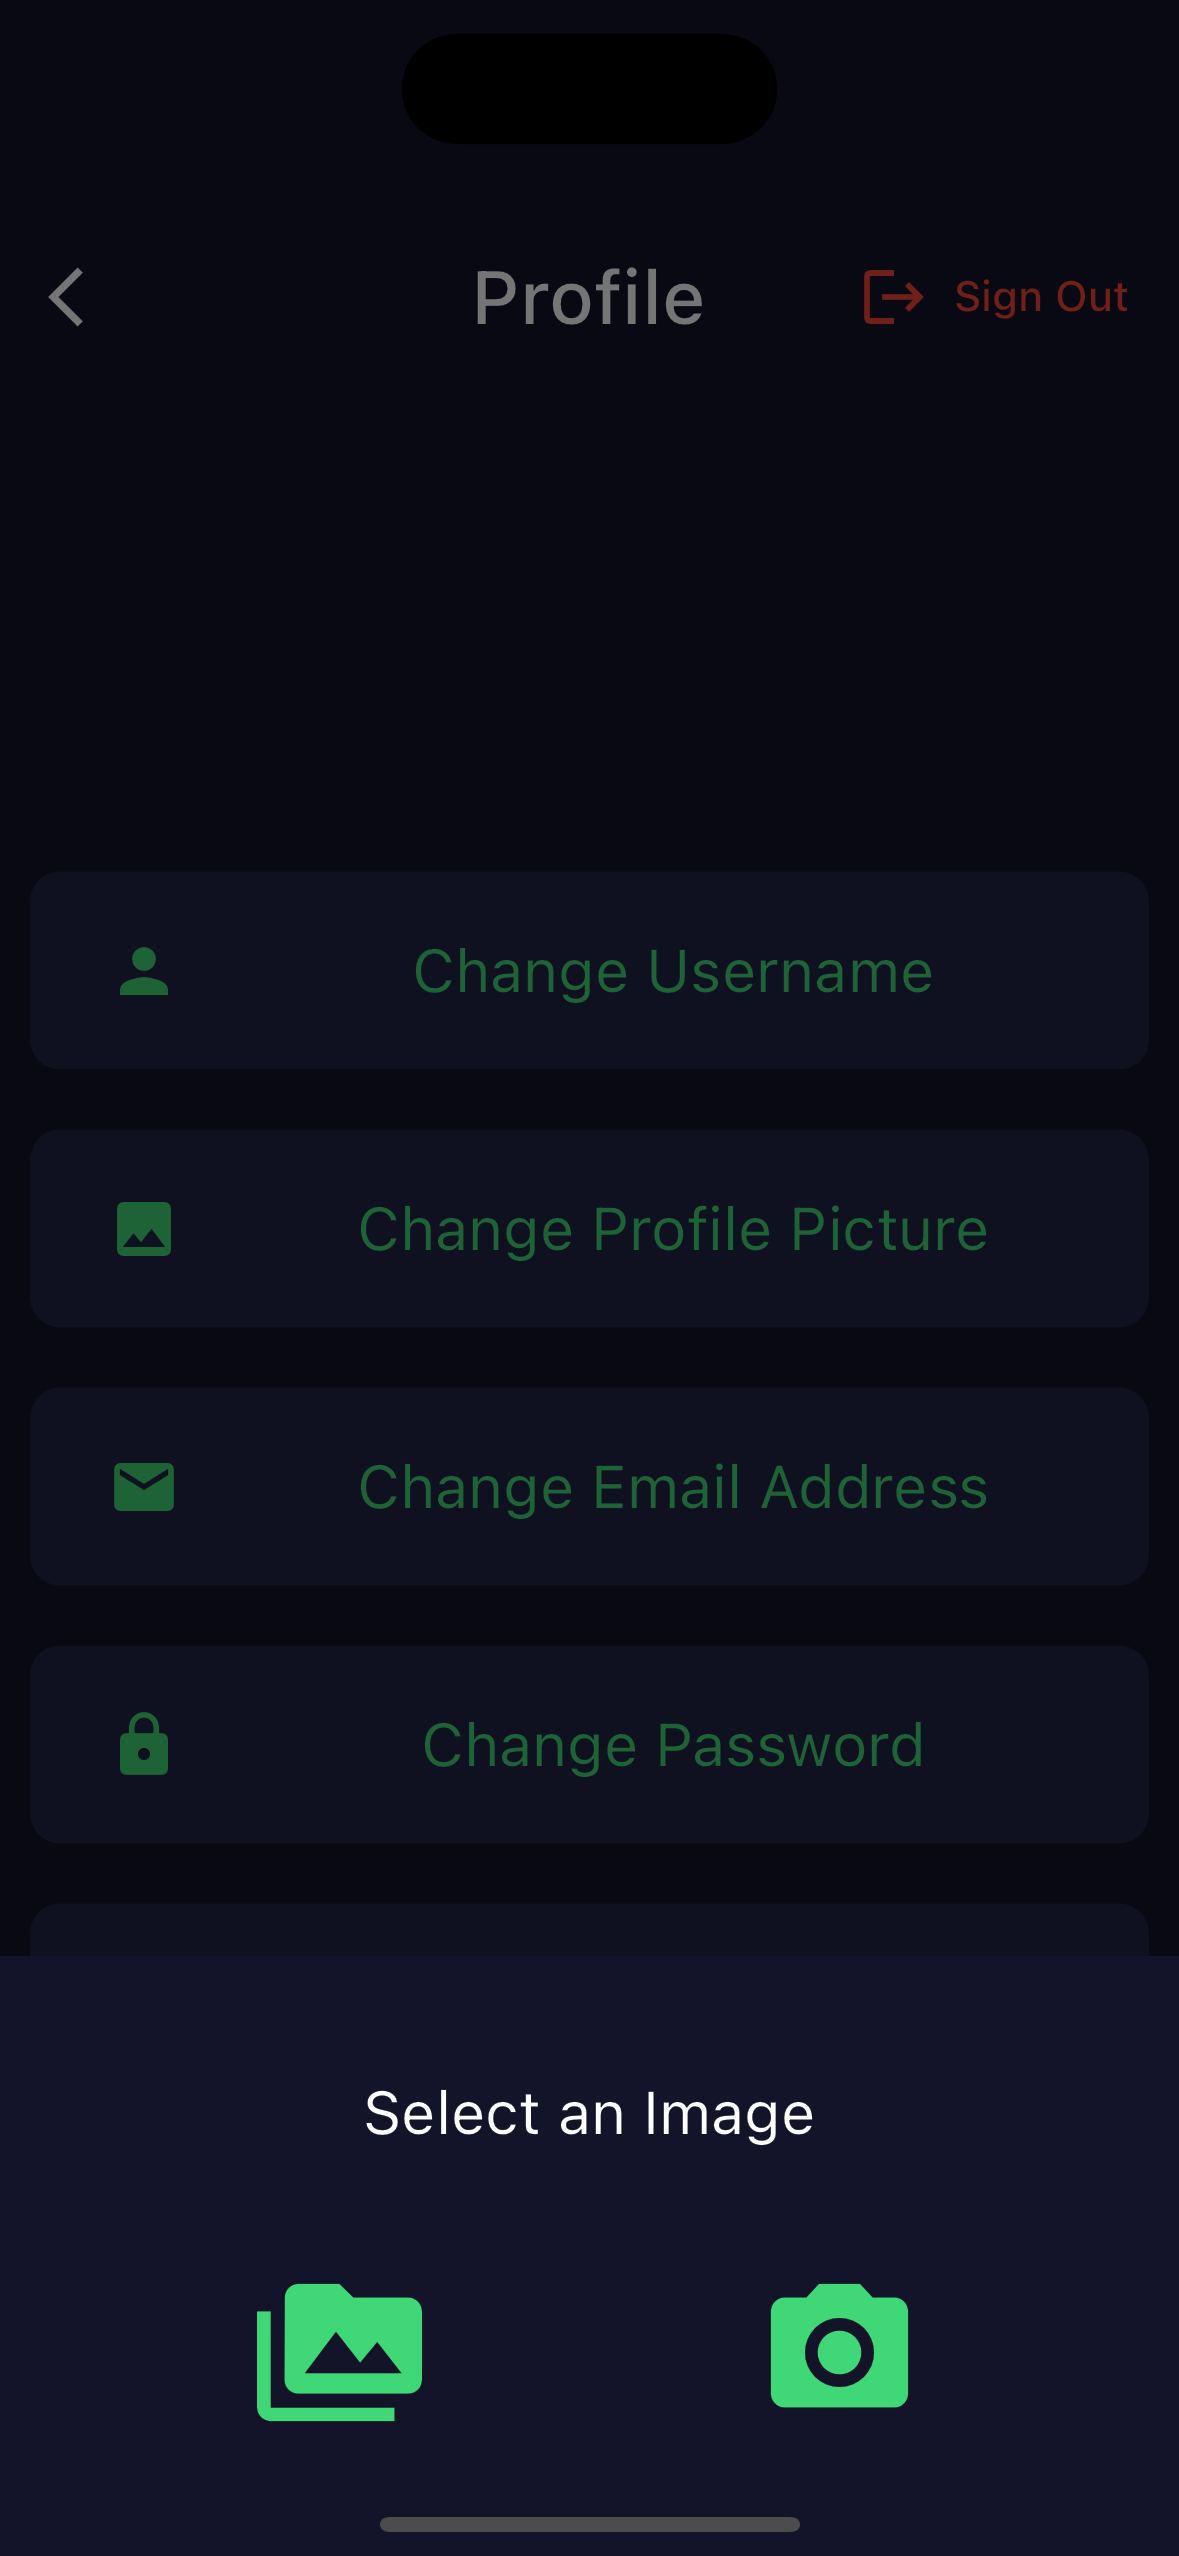 Profile
Sign Out
Change Username
Change Profile Picture
Change Email Address
Change Password
Select an Image